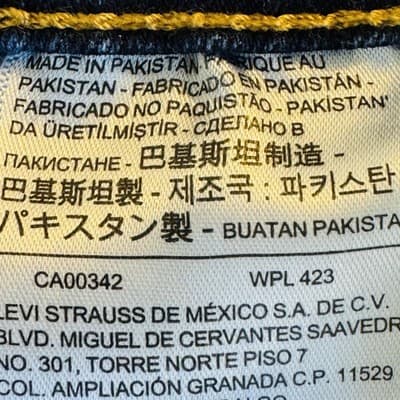 MADE IN PAKISTAN
PAKISTAN - FABRICADO EN PAKISTÁN -
FABRICADO NO PAQUISTÃO - PAKISTAN'
DA ÜRETİLMİŞTİR - СДЕЛАНО В
ПАКИСТАНЕ - 巴基斯坦制造 -
巴基斯坦製 - 제조국 : 파키스탄
パキスタン製 - BUATAN PAKISTA
CA00342 WPL 423
LEVI STRAUSS DE MÉXICO S.A. DE C.V.
BLVD. MIGUEL DE CERVANTES SAAVEDR
NO. 301, TORRE NORTE PISO 7
COL. AMPLIACIÓN GRANADA C.P. 11529